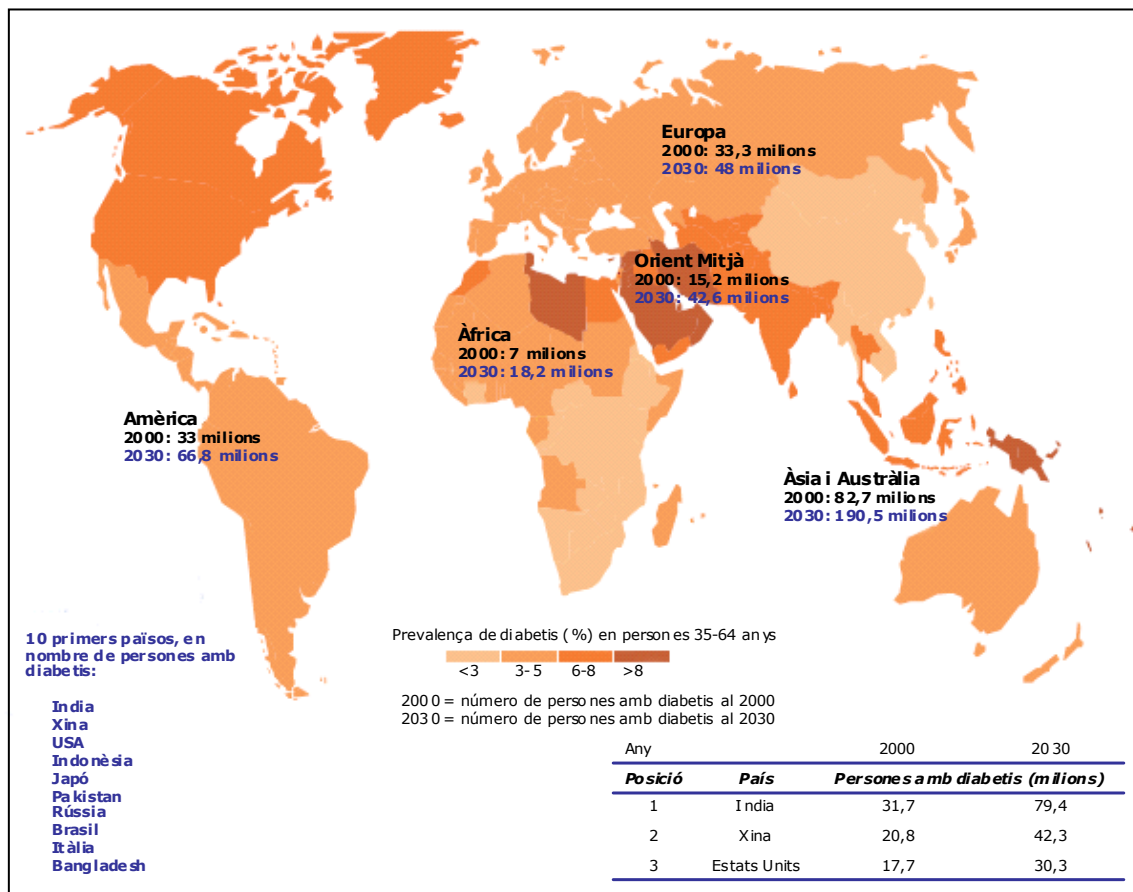 Europa
2000: 33,3 milions
2030: 48 milions
Orient Mitjà
2000: 15,2 milions
2030: 42,6 milions
Àfrica
2000: 7 milions
2030: 18,2 milions
Amèrica
2000: 33 milions
2030: 66,8 milions
Àsia i Austràlia
2000: 82,7 milions
2030: 190,5 milions
10 primers països, en
nombre de persones amb
diabetis:
India
Xina
USA
Indonèsia
Japó
Pakistan
Rússia
Brasil
Itàlia
Bangladesh
Prevalença de diabetis (%) en persones 35-64 anys
<3 3-5 6-8 >8
2000 = número de persones amb diabetis al 2000
2030 = número de persones amb diabetis al 2030
Any 2000 2030
Posició País Persones amb diabetis (milions)
1 India 31,7 79,4
2 Xina 20,8 42,3
3 Estats Units 17,7 30,3